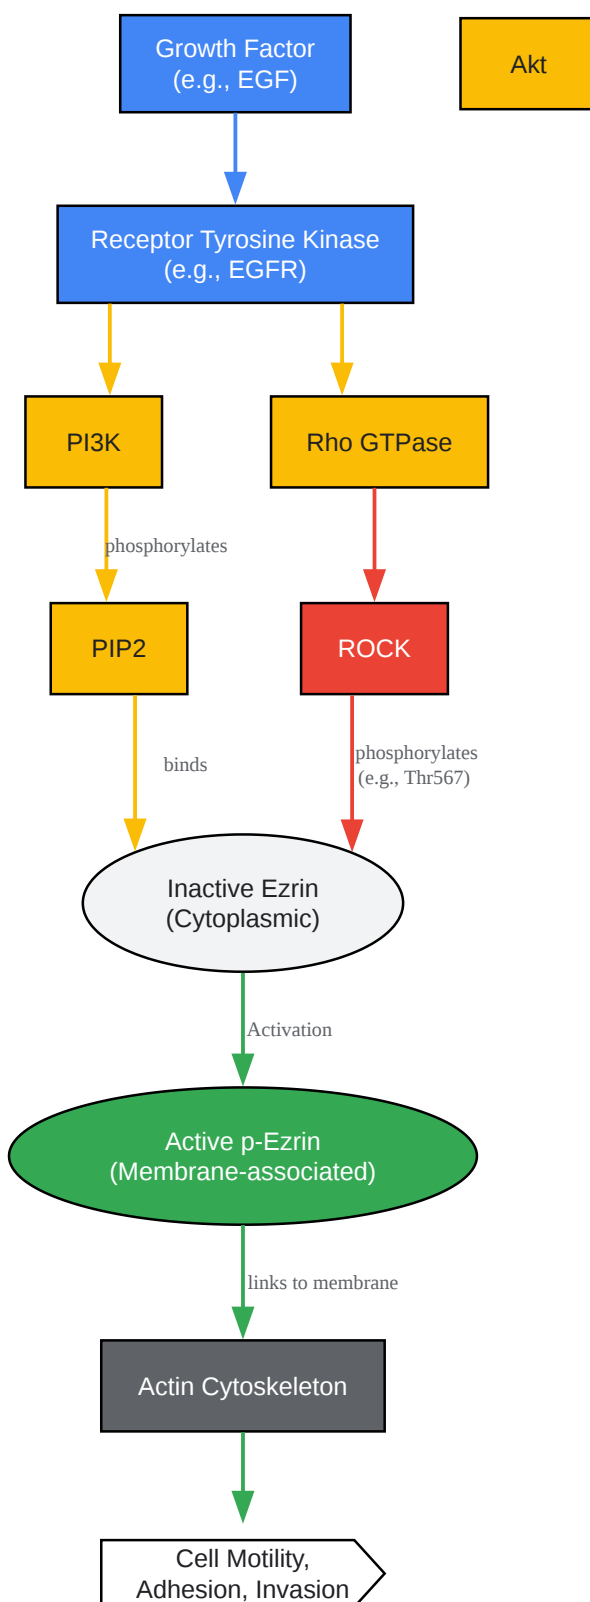 Growth Factor
(e.g., EGF)
Akt
Receptor Tyrosine Kinase
(e.g., EGFR)
PI3K
Rho GTPase
phosphorylates
PIP2
ROCK
binds
phosphorylates
(e.g., Thr567)
Inactive Ezrin
(Cytoplasmic)
Activation
Active p-Ezrin
(Membrane-associated)
links to membrane
Actin Cytoskeleton
Cell Motility,
Adhesion, Invasion